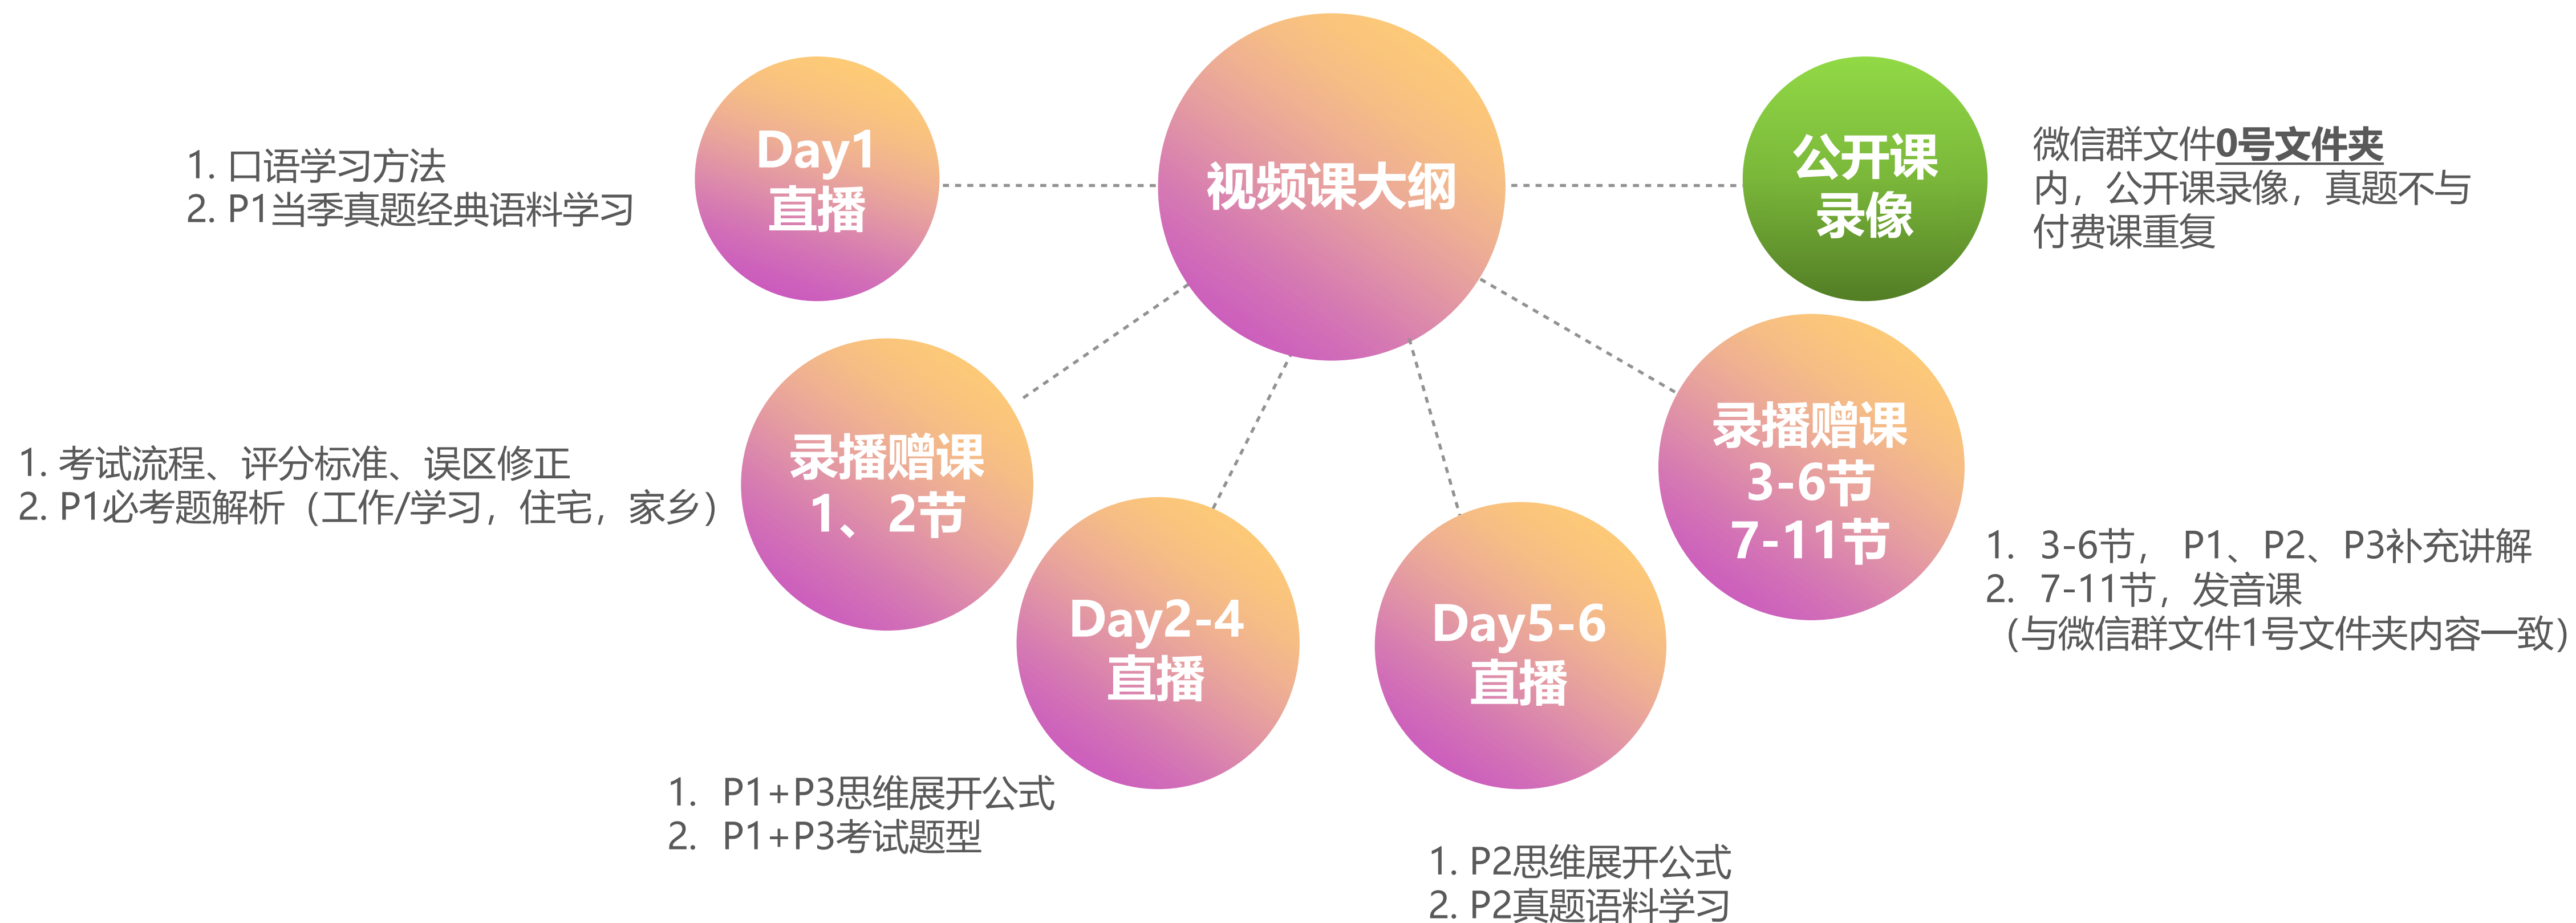 视频课大纲
Day1
直播
1. 口语学习方法
2. P1当季真题经典语料学习
录播赠课
1、2节
1. 考试流程、评分标准、误区修正
2. P1必考题解析（工作/学习，住宅，家乡）
Day2-4
直播
1. P1+P3思维展开公式
2. P1+P3考试题型
Day5-6
直播
1. P2思维展开公式
2. P2真题语料学习
录播赠课
3-6节
7-11节
1. 3-6节， P1、P2、P3补充讲解
2. 7-11节，发音课
（与微信群文件1号文件夹内容一致）
公开课
录像
微信群文件0号文件夹
内，公开课录像，真题不与
付费课重复